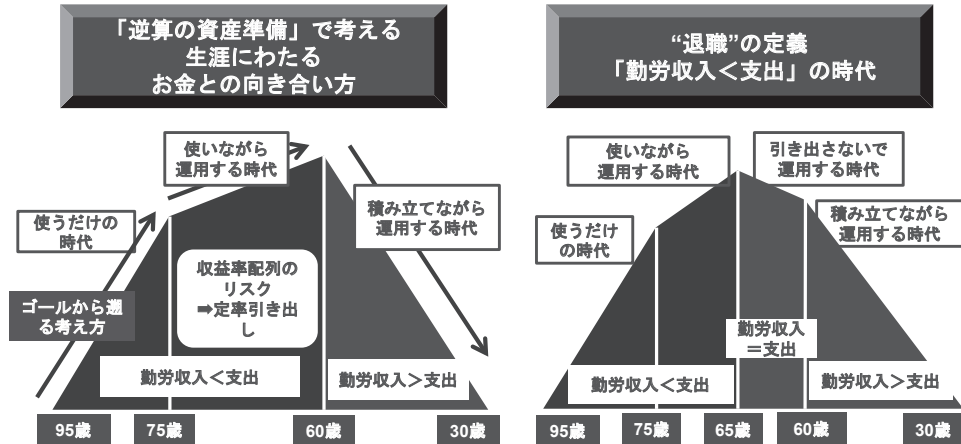 「逆算の資産準備」で考える
生涯にわたる
お金との向き合い方
使いながら
運用する時代
使うだけの
時代
積み立てながら
運用する時代
収益率配列の
リスク
➡定率引き出
し
ゴールから遡
る考え方
勤労収入＜支出
勤労収入＞支出
95歳
75歳
60歳
30歳
“退職”の定義
「勤労収入＜支出」の時代
使いながら
運用する時代
引き出さないで
運用する時代
使うだけ
の時代
積み立てながら
運用する時代
勤労収入
＝支出
勤労収入＜支出
勤労収入＞支出
95歳
75歳
65歳
60歳
30歳